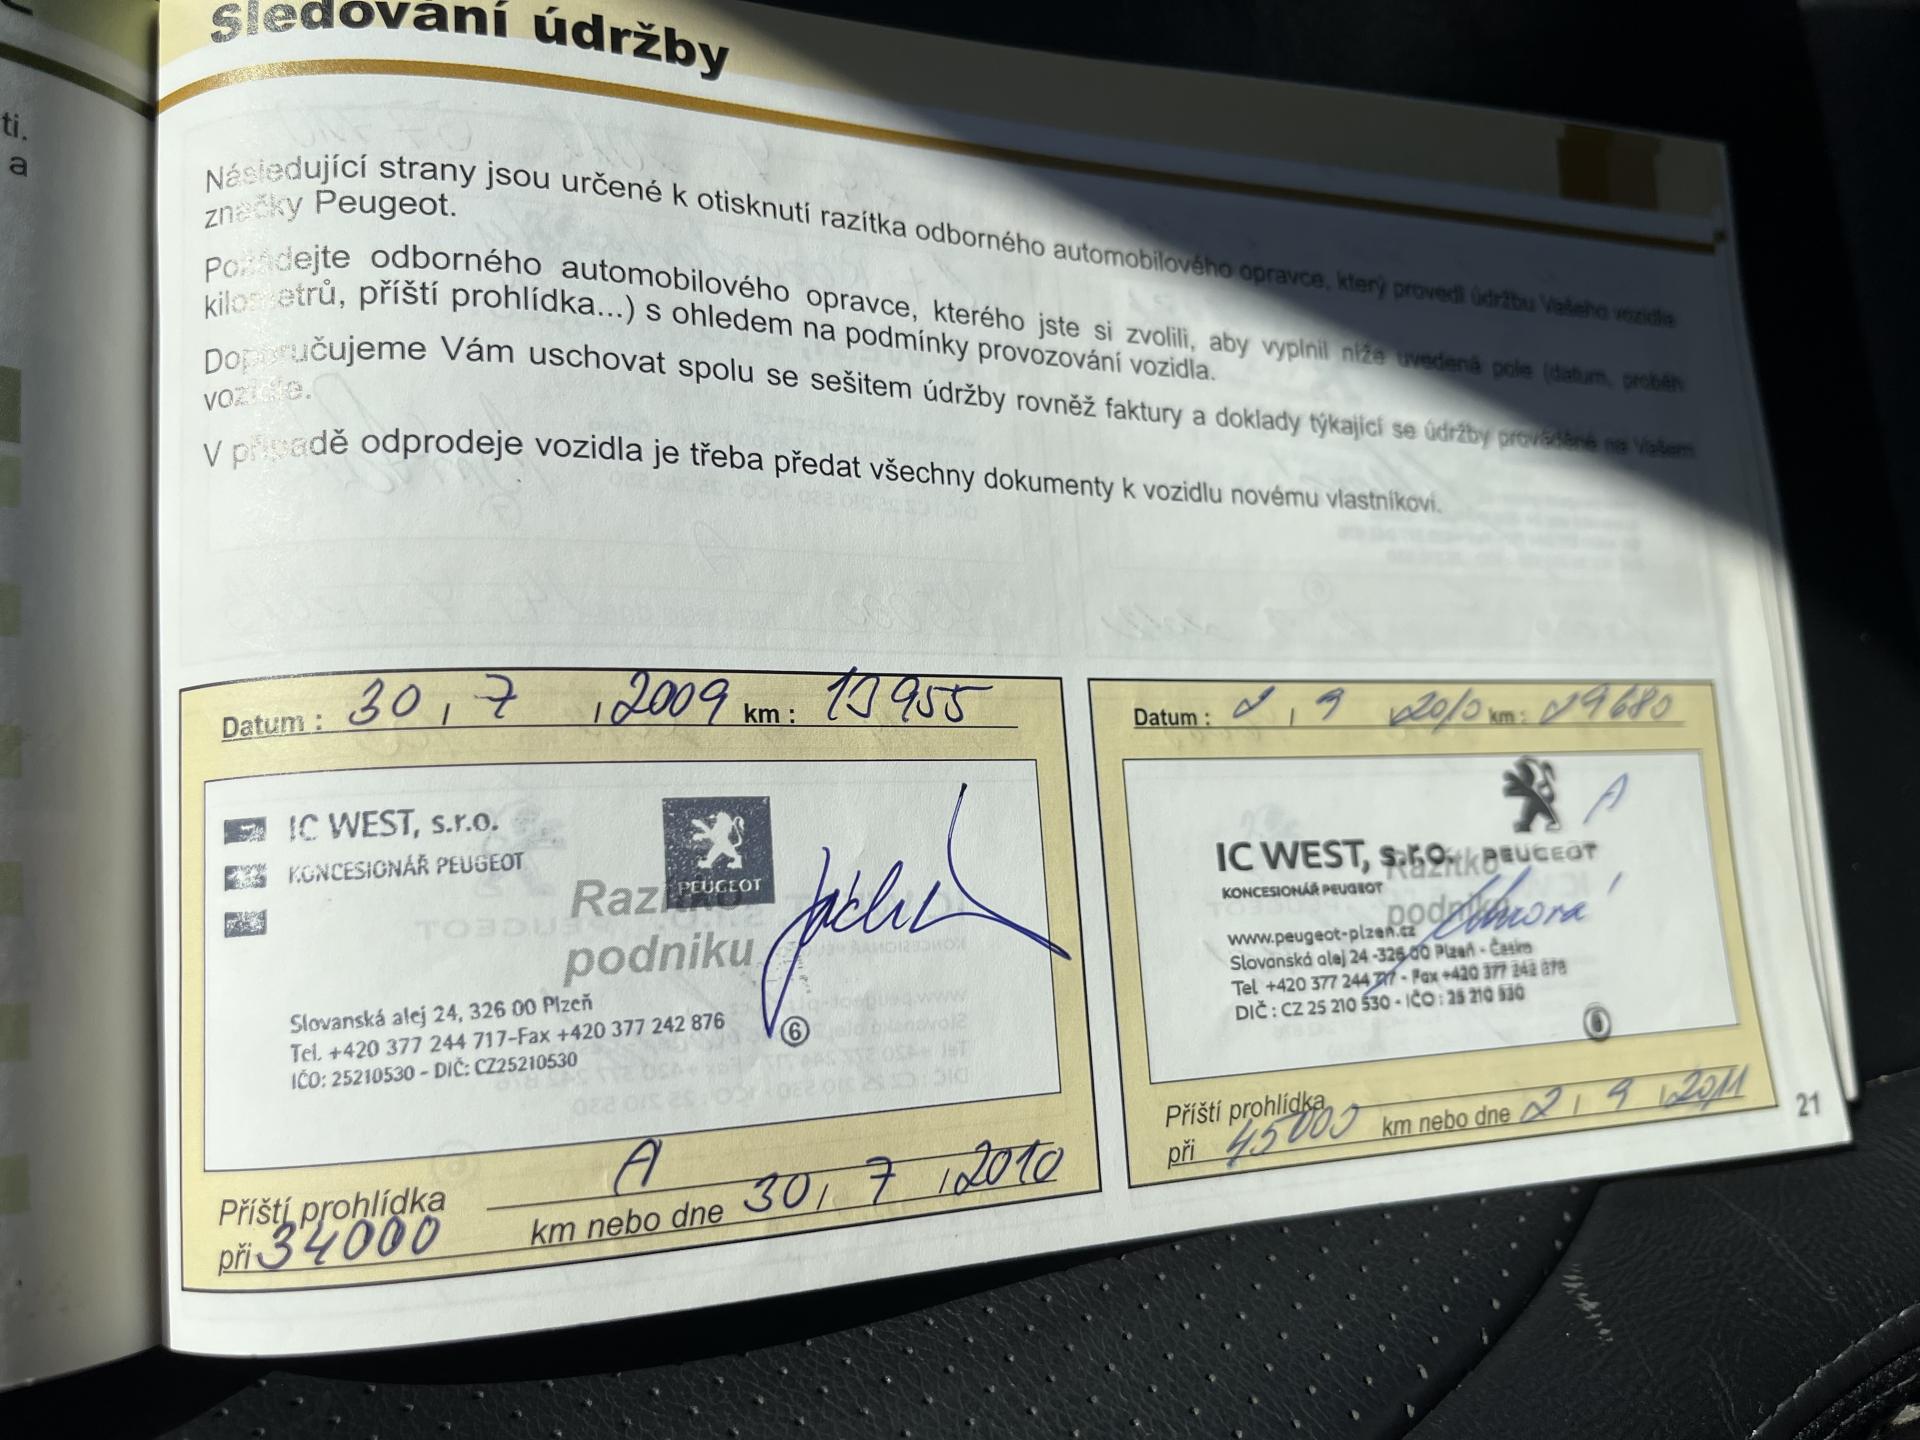 ti.
a
Sledování údržby
Následující strany jsou určené k otisknutí razítka odborného automobilového opravce, který provedl údržbu Vašeho vozidla
značky Peugeot.
Požádejte odborného automobilového opravce, kterého jste si zvolili, aby vyplnil níže uvedená pole (datum, proběh
kilometrů, příští prohlídka...) s ohledem na podmínky provozování vozidla.
Doporučujeme Vám uschovat spolu se sešitem údržby rovněž faktury a doklady týkající se údržby prováděné na Vašem
vozidle.
V případě odprodeje vozidla je třeba předat všechny dokumenty k vozidlu novému vlastníkovi.
Datum : 30 , 7 , 2009 km : 13955
IC WEST, s.r.o.
KONCESIONÁŘ PEUGEOT
PEUGEOT
Razítko
podniku
Slovanská alej 24, 326 00 Plzeň
Tel. +420 377 244 717-Fax +420 377 242 876
IČO: 25210530 - DIČ: CZ25210530
6
A
Příští prohlídka
při 34000 km nebo dne 30 , 7 , 2010
Datum : 2 , 9 , 2010 km : 29680
A
IC WEST, s.r.o. PEUGEOT
Razítko
KONCESIONÁŘ PEUGEOT
podniku
www.peugeot-plzeň.cz
Slovanská alej 24 -326 00 Plzeň - Česko
Tel +420 377 244 717 - Fax +420 377 242 876
DIČ : CZ 25 210 530 - IČO : 25 210 530
6
Příští prohlídka
při 45000 km nebo dne 2 , 9 , 2011
21